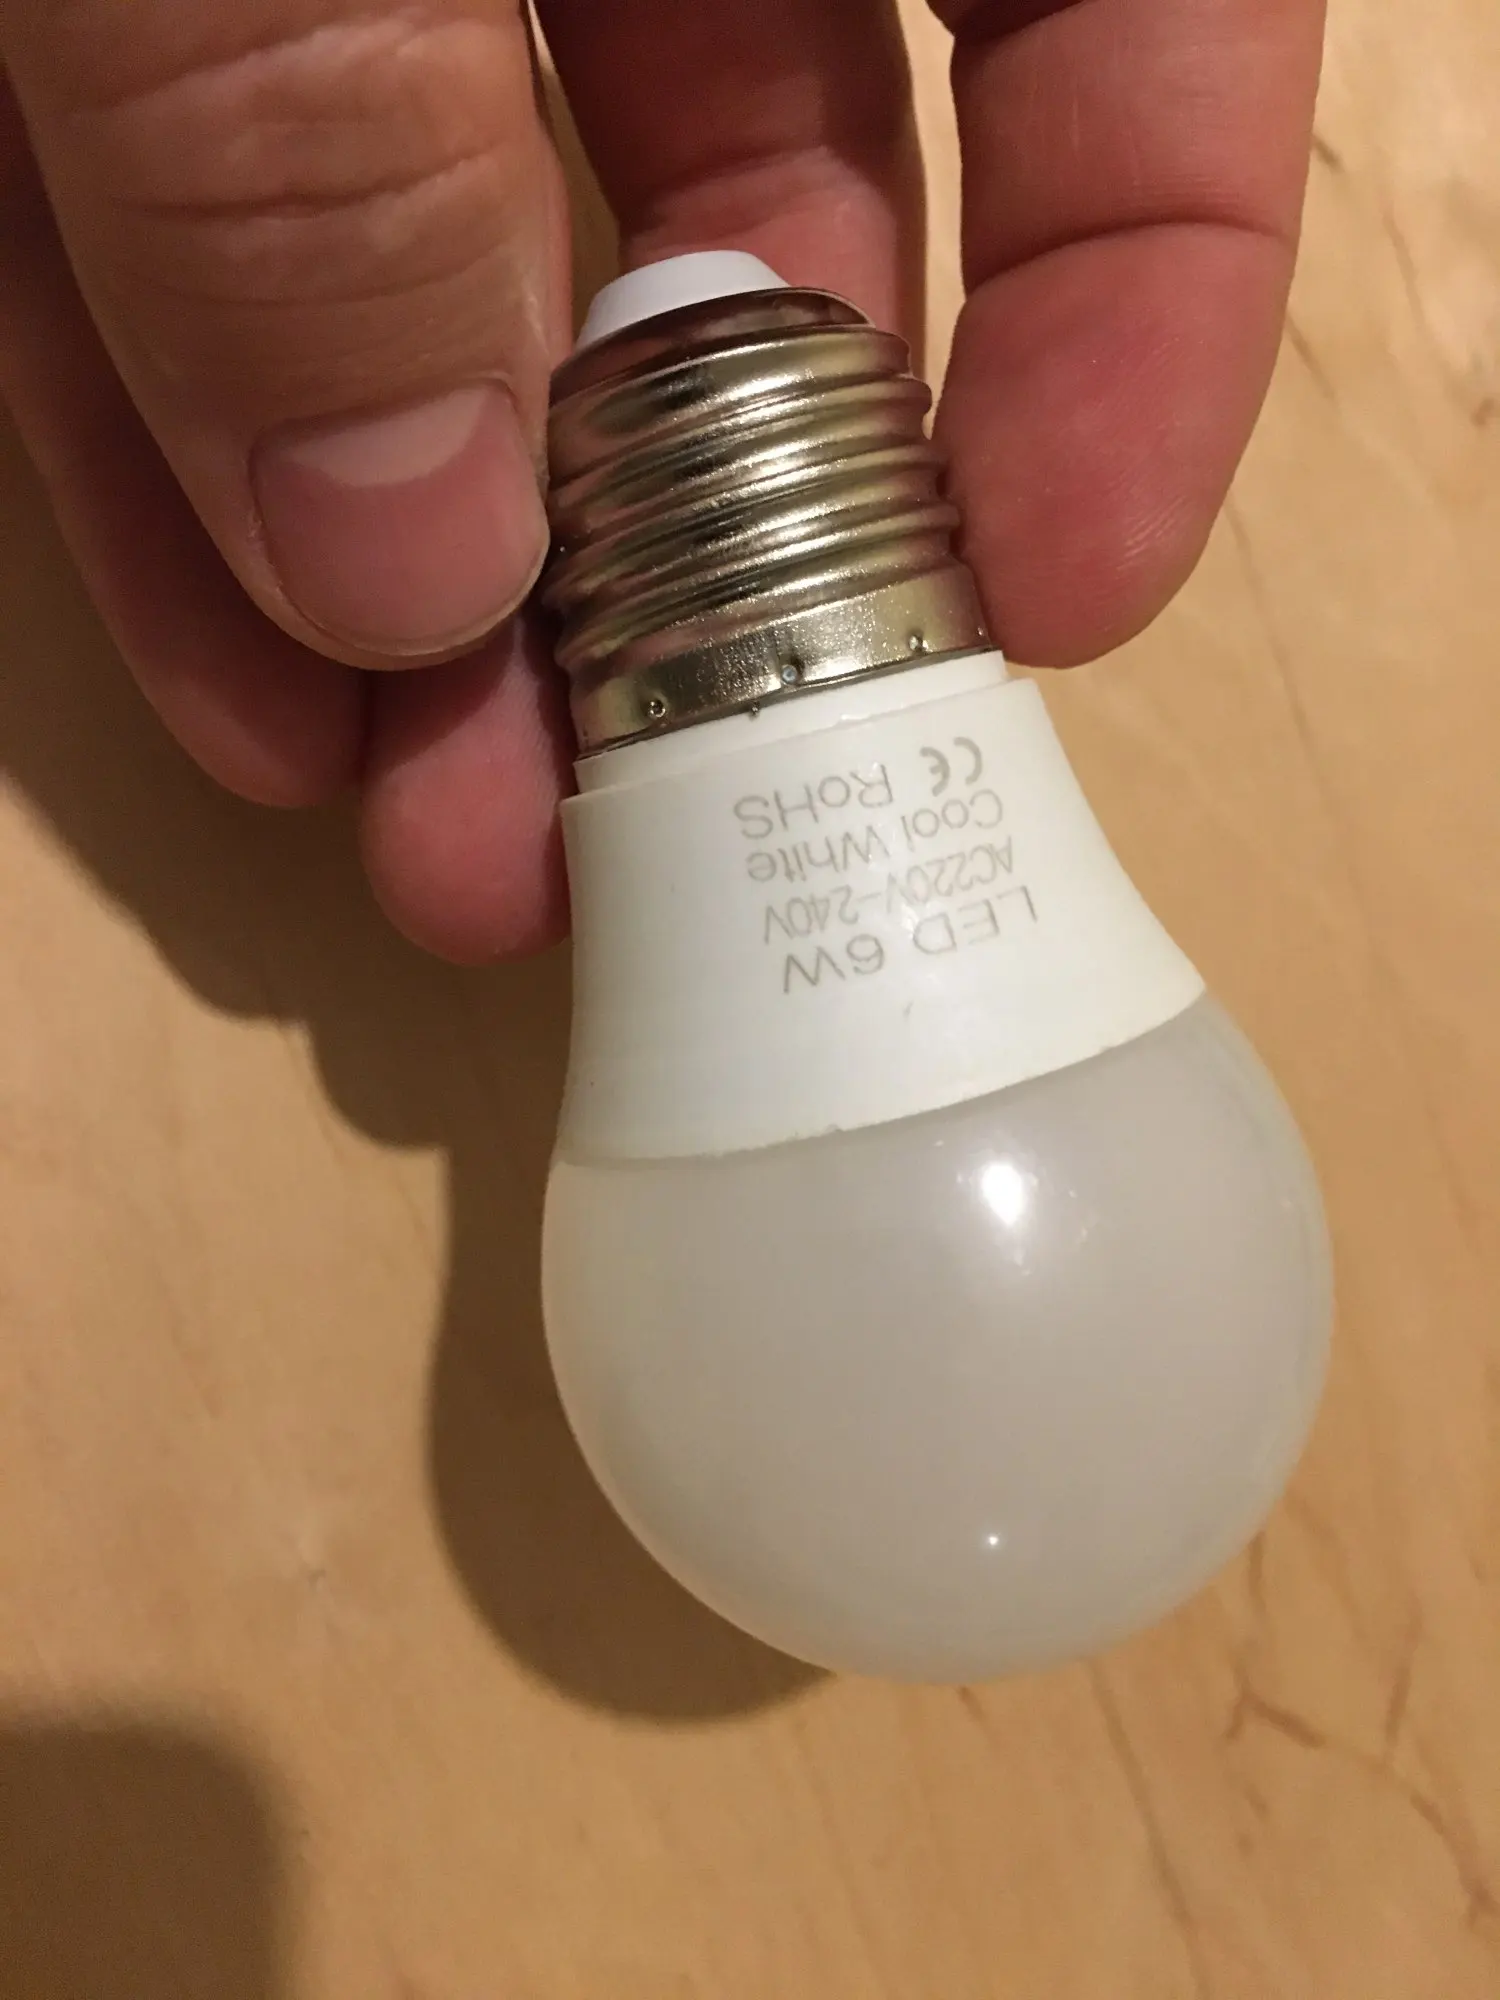 LED 6W
AC220V-240V
Cool White
CE RoHS